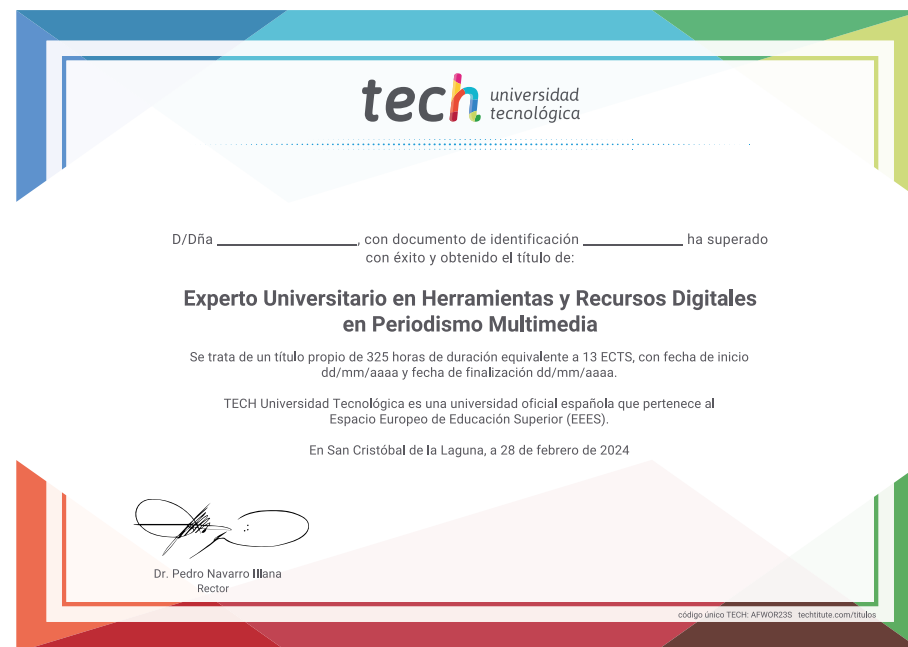 tech universidad
tecnológica
D/Dña ____________________, con documento de identificación ______________ ha superado
con éxito y obtenido el título de:
Experto Universitario en Herramientas y Recursos Digitales
en Periodismo Multimedia
Se trata de un título propio de 325 horas de duración equivalente a 13 ECTS, con fecha de inicio
dd/mm/aaaa y fecha de finalización dd/mm/aaaa.
TECH Universidad Tecnológica es una universidad oficial española que pertenece al
Espacio Europeo de Educación Superior (EEES).
En San Cristóbal de la Laguna, a 28 de febrero de 2024
Dr. Pedro Navarro Illana
Rector
código único TECH: AFWOR23S techtitute.com/titulos